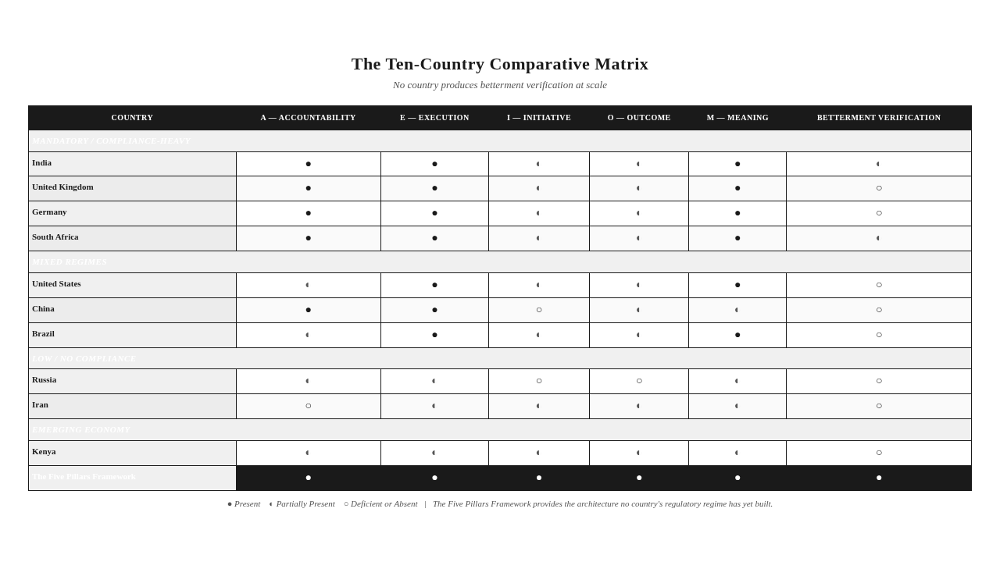 The Ten-Country Comparative Matrix
No country produces betterment verification at scale
COUNTRY A — ACCOUNTABILITY E — EXECUTION I — INITIATIVE O — OUTCOME M — MEANING BETTERMENT VERIFICATION
MANDATORY / COMPLIANCE-HEAVY
India ● ● ◖ ◖ ● ◖
United Kingdom ● ● ◖ ◖ ● ○
Germany ● ● ◖ ◖ ● ○
South Africa ● ● ◖ ◖ ● ◖
MIXED REGIMES
United States ◖ ● ◖ ◖ ● ○
China ● ● ○ ◖ ◖ ○
Brazil ◖ ● ◖ ◖ ● ○
LOW / NO COMPLIANCE
Russia ◖ ◖ ○ ○ ◖ ○
Iran ○ ◖ ◖ ◖ ◖ ○
EMERGING ECONOMY
Kenya ◖ ◖ ◖ ◖ ◖ ○
The Five Pillars Framework ● ● ● ● ● ●
● Present ◖ Partially Present ○ Deficient or Absent | The Five Pillars Framework provides the architecture no country's regulatory regime has yet built.